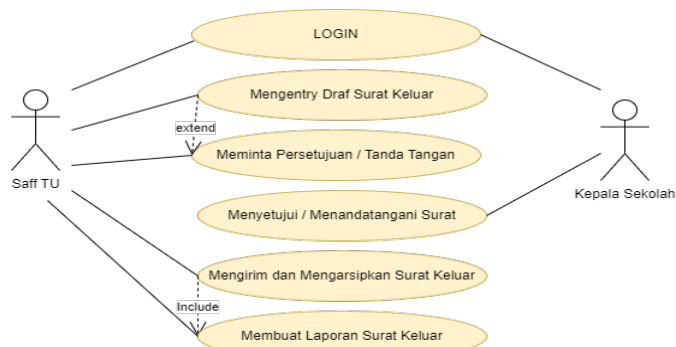 LOGIN
Mengentry Draf Surat Keluar
extend
Meminta Persetujuan / Tanda Tangan
Saff TU
Kepala Sekolah
Menyetujui / Menandatangani Surat
Mengirim dan Mengarsipkan Surat Keluar
Include
Membuat Laporan Surat Keluar